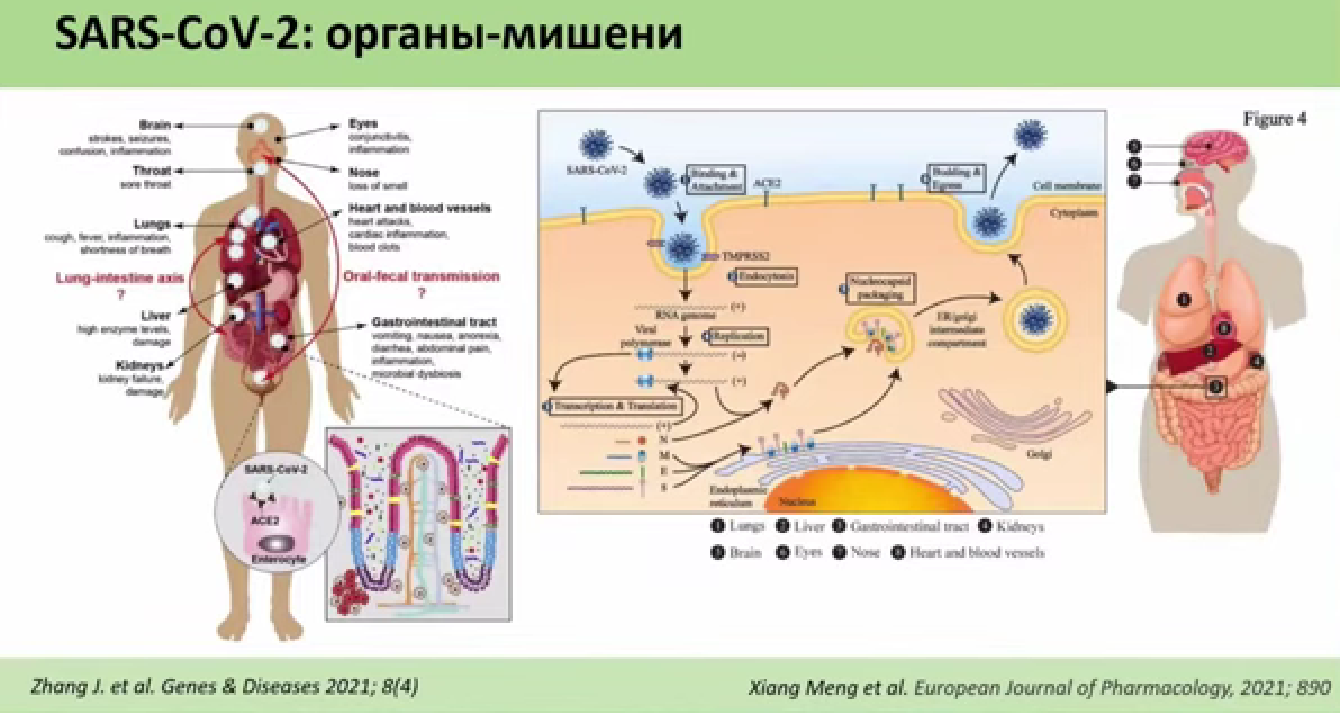 SARS-CoV-2: органы-мишени
Brain
strokes, seizures,
confusion, inflammation
Throat
sore throat
Lungs
cough, fever, inflammation,
shortness of breath
Lung-intestine axis
?
Liver
high enzyme levels,
damage
Kidneys
kidney failure,
damage
Eyes
conjunctivitis,
inflammation
Nose
loss of smell
Heart and blood vessels
heart attacks,
cardiac inflammation,
blood clots
Oral-fecal transmission
?
Gastrointestinal tract
vomiting, nausea, anorexia,
diarrhea, abdominal pain,
inflammation,
microbial dysbiosis
SARS-CoV-2
ACE2
Enterocyte
SARS-CoV-2
Binding &
Attachment
ACE2
Budding &
Egress
Cell membrane
Cytoplasm
TMPRSS2
Endocytosis
Nucleocapsid
packaging
(+)
RNA genome
Viral
polymerase
Replication
(-)
(+)
ER/golgi
intermediate
compartment
Transcription & Translation
(+)
N
M
E
S
Golgi
Endoplasmic
reticulum
Nucleus
Figure 4
1 Lungs 2 Liver 3 Gastrointestinal tract 4 Kidneys
5 Brain 6 Eyes 7 Nose 8 Heart and blood vessels
Zhang J. et al. Genes & Diseases 2021; 8(4)
Xiang Meng et al. European Journal of Pharmacology, 2021; 890